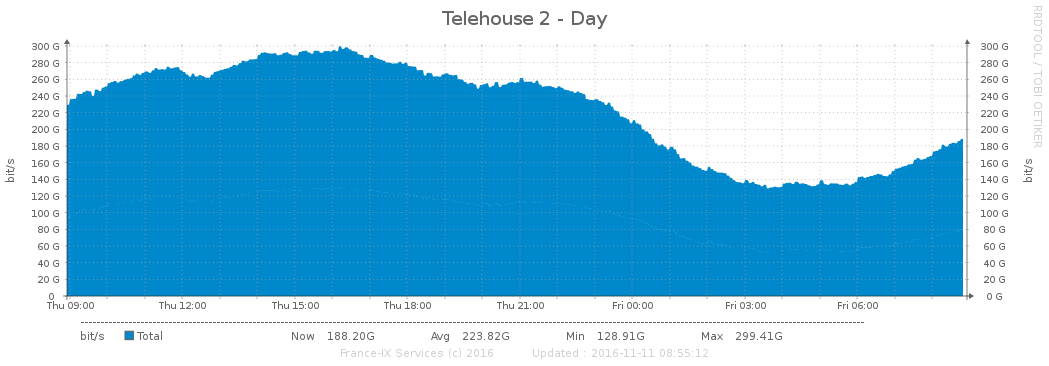 Telehouse 2 - Day
RRDTOOL / TOBI OETIKER
bit/s
300 G 300 G
280 G 280 G
260 G 260 G
240 G 240 G
220 G 220 G
200 G 200 G
180 G 180 G
160 G 160 G
140 G 140 G
120 G 120 G
100 G 100 G
80 G 80 G
60 G 60 G
40 G 40 G
20 G 20 G
0 0 G
bit/s
Thu 09:00 Thu 12:00 Thu 15:00 Thu 18:00 Thu 21:00 Fri 00:00 Fri 03:00 Fri 06:00
bit/s Total Now 188.20G Avg 223.82G Min 128.91G Max 299.41G
France-IX Services (c) 2016 Updated : 2016-11-11 08:55:12